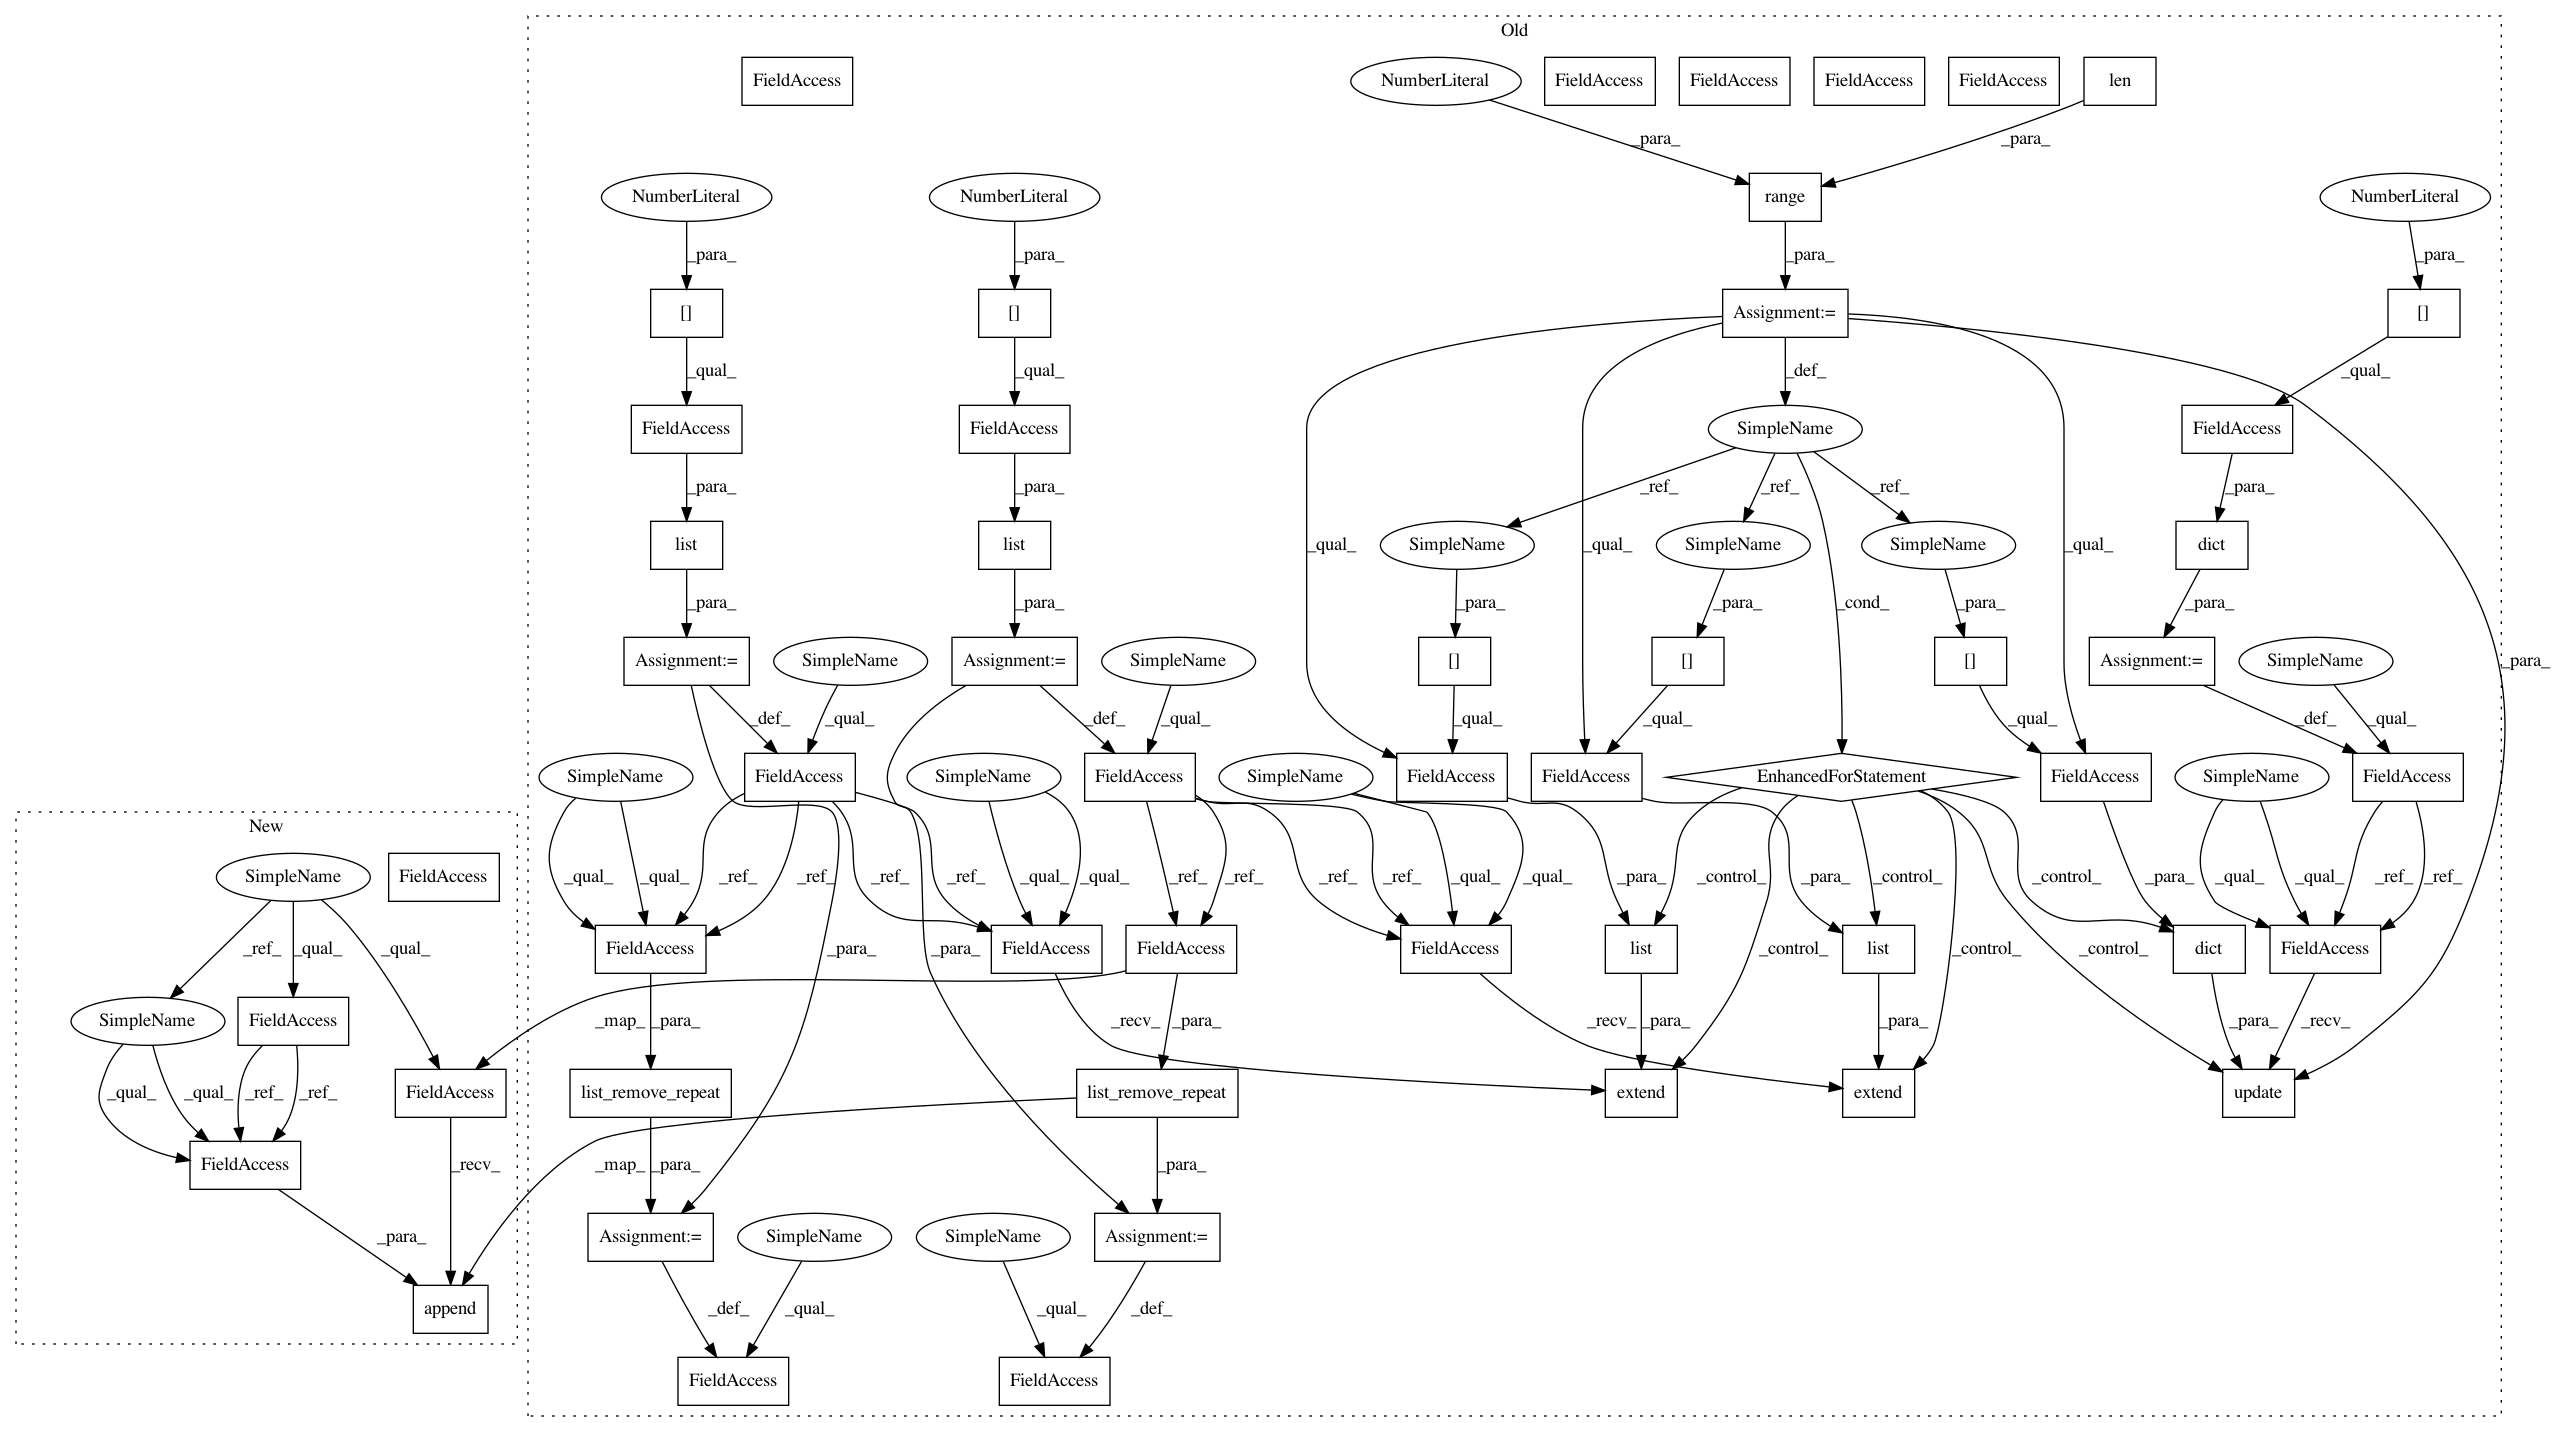 Old
FieldAccess
NumberLiteral
FieldAccess
FieldAccess
FieldAccess
FieldAccess
len
_para_
_para_
NumberLiteral
NumberLiteral
range
NumberLiteral
_para_
_para_
_para_
_para_
[]
[]
Assignment:=
[]
_qual_
_qual_
_def_
_qual_
FieldAccess
FieldAccess
SimpleName
FieldAccess
_para_
_para_
_ref_
_ref_
_ref_
_para_
list
list
_qual_
SimpleName
_qual_
SimpleName
SimpleName
_qual_
dict
_para_
_para_
_para_
_para_
_cond_
_para_
_para_
Assignment:=
SimpleName
Assignment:=
SimpleName
[]
[]
[]
Assignment:=
SimpleName
_para_
_def_
_qual_
_def_
_qual_
_qual_
_qual_
_qual_
_def_
_qual_
SimpleName
FieldAccess
SimpleName
FieldAccess
SimpleName
FieldAccess
FieldAccess
EnhancedForStatement
FieldAccess
SimpleName
FieldAccess
New
SimpleName
FieldAccess
_qual_
_qual_
_ref_
_ref_
_ref_
_ref_
_qual_
_qual_
_ref_
_ref_
_ref_
_ref_
_qual_
_qual_
_para_
_control_
_para_
_control_
_control_
_para_
_qual_
_qual_
_ref_
_ref_
_ref_
_qual_
_qual_
FieldAccess
_para_
_para_
FieldAccess
FieldAccess
FieldAccess
list
_control_
list
_control_
_control_
dict
FieldAccess
SimpleName
FieldAccess
_map_
_para_
_recv_
_para_
_recv_
_para_
_para_
_para_
_recv_
_qual_
_qual_
_ref_
_ref_
FieldAccess
list_remove_repeat
list_remove_repeat
extend
extend
update
FieldAccess
_recv_
_map_
_para_
_para_
_para_
Assignment:=
SimpleName
SimpleName
Assignment:=
append
_def_
_qual_
_qual_
_def_
FieldAccess
FieldAccess